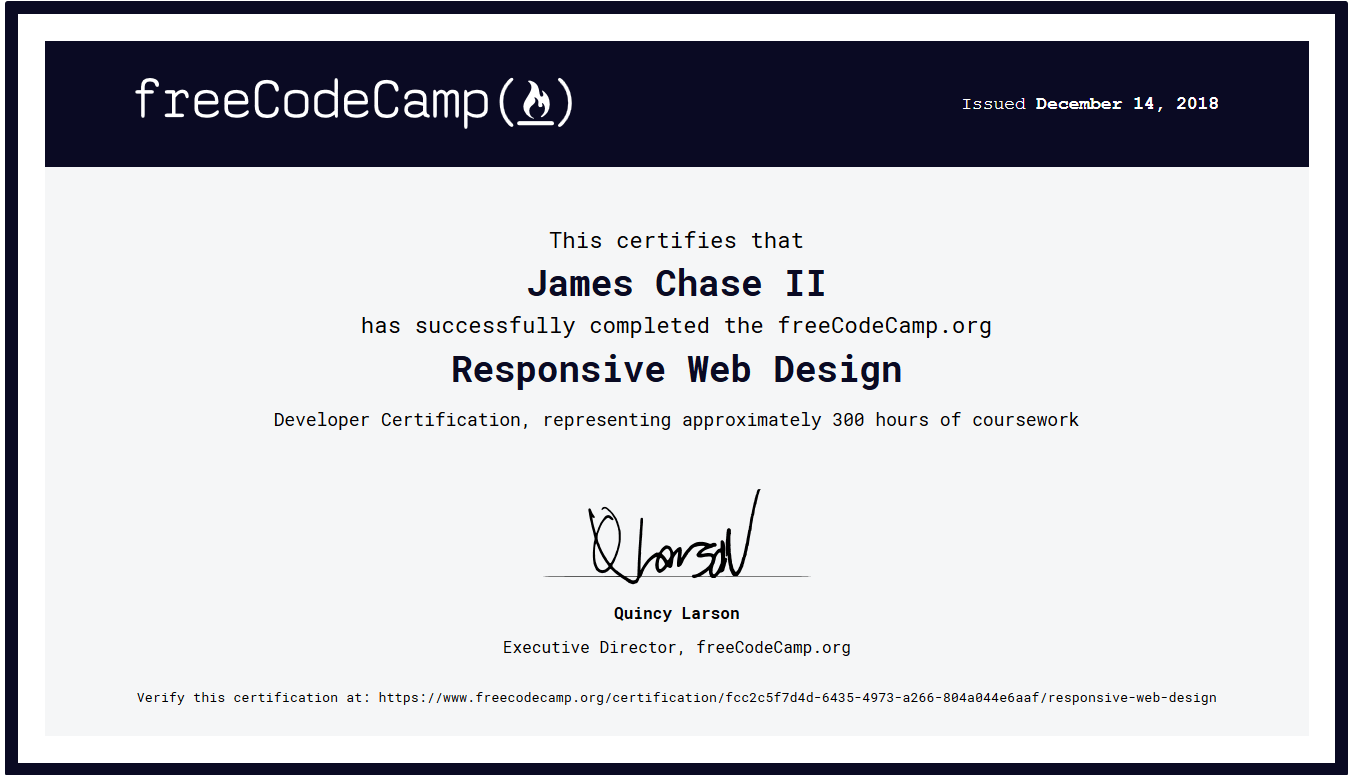 freeCodeCamp
Issued December 14, 2018
This certifies that
James Chase II
has successfully completed the freeCodeCamp.org
Responsive Web Design
Developer Certification, representing approximately 300 hours of coursework
Q Larson
Quincy Larson
Executive Director, freeCodeCamp.org
Verify this certification at: https://www.freecodecamp.org/certification/fcc2c5f7d4d-6435-4973-a266-804a044e6aaf/responsive-web-design